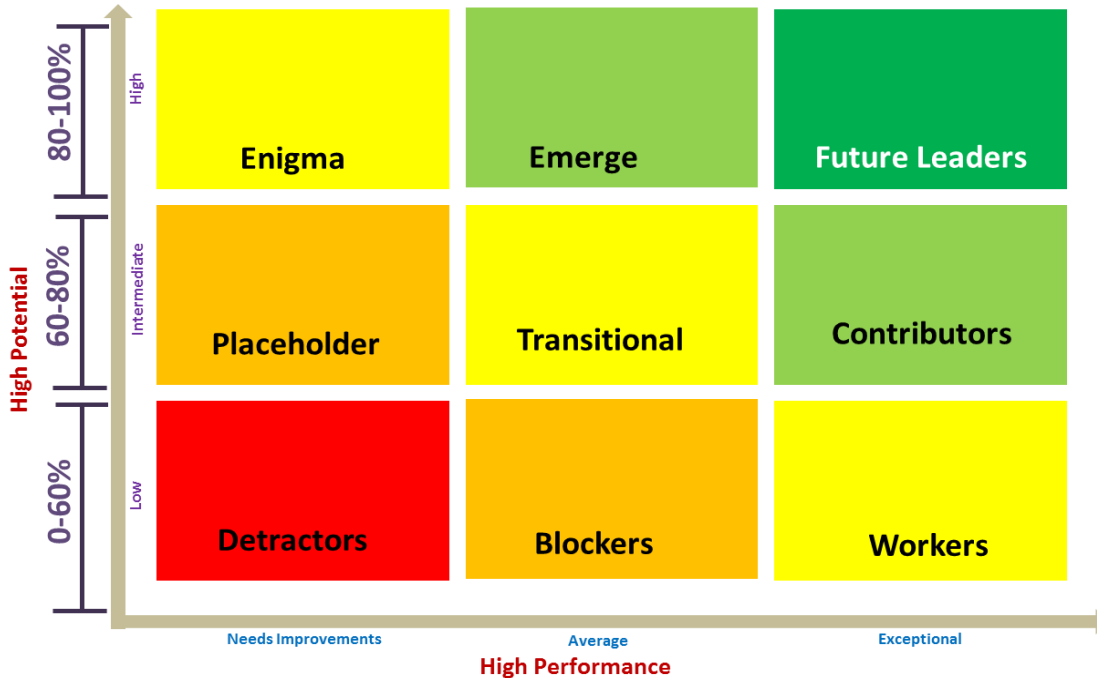 80-100%
High
Enigma
Emerge
Future Leaders
High Potential
60-80%
Intermediate
Placeholder
Transitional
Contributors
0-60%
Low
Detractors
Blockers
Workers
Needs Improvements
Average
Exceptional
High Performance